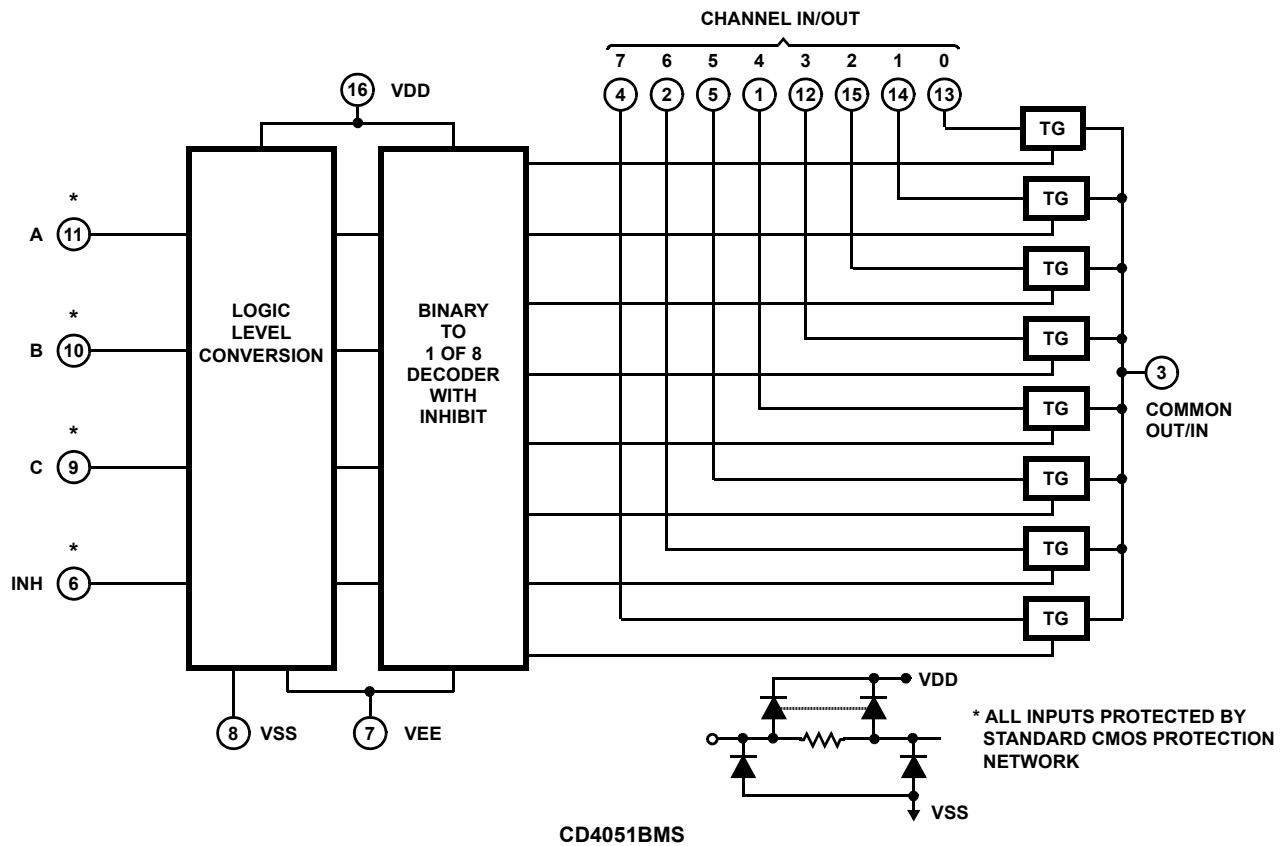 CHANNEL IN/OUT
7 6 5 4 3 2 1 0
4 2 5 1 12 15 14 13
16 VDD
TG
TG
TG
TG
TG
TG
TG
TG
*
A 11
*
B 10
*
C 9
*
INH 6
LOGIC
LEVEL
CONVERSION
BINARY
TO
1 OF 8
DECODER
WITH
INHIBIT
3
COMMON
OUT/IN
8 VSS
7 VEE
VDD
VSS
* ALL INPUTS PROTECTED BY
STANDARD CMOS PROTECTION
NETWORK
CD4051BMS